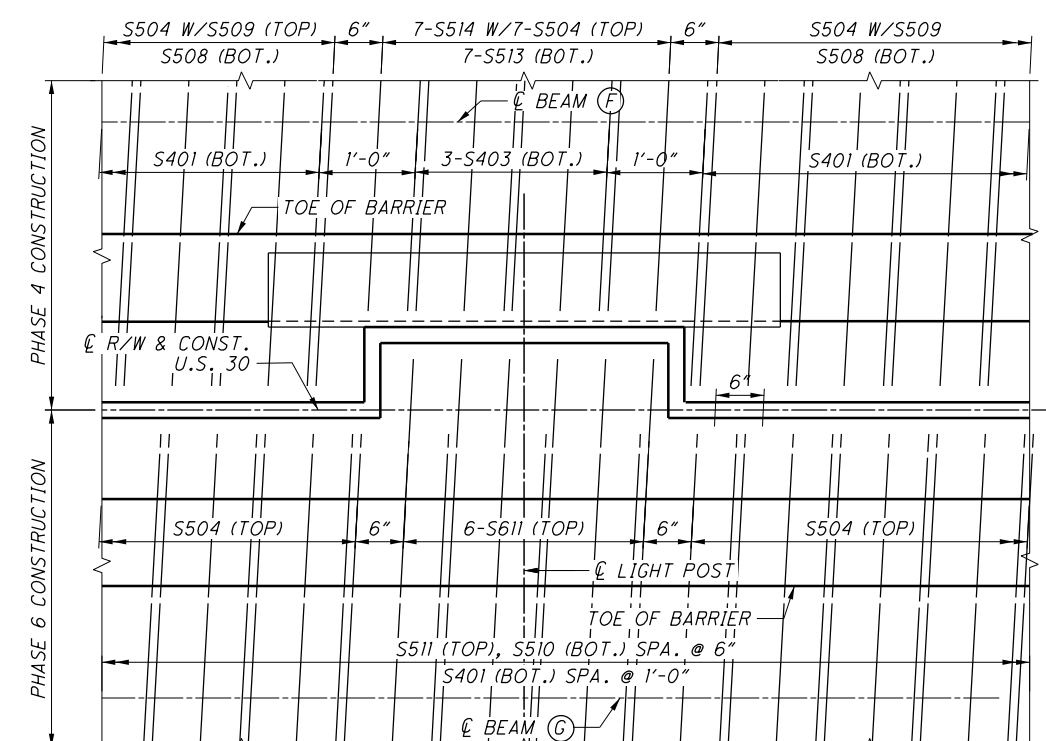 S504 W/S509 (TOP)
6"
7-S514 W/7-S504 (TOP)
6"
S504 W/S509
S508 (BOT.)
7-S513 (BOT.)
S508 (BOT.)
℄ BEAM F
S401 (BOT.)
1'-0"
3-S403 (BOT.)
1'-0"
S401 (BOT.)
TOE OF BARRIER
PHASE 4 CONSTRUCTION
℄ R/W & CONST.
U.S. 30
6"
PHASE 6 CONSTRUCTION
S504 (TOP)
6"
6-S611 (TOP)
6"
S504 (TOP)
℄ LIGHT POST
TOE OF BARRIER
S511 (TOP), S510 (BOT.) SPA. @ 6"
S401 (BOT.) SPA. @ 1'-0"
℄ BEAM G